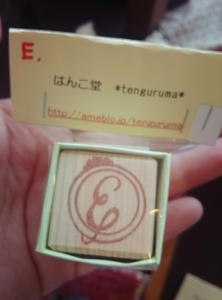 E,
はんこ堂 *tenguruma*
http://ameblo.jp/tenguruma
E